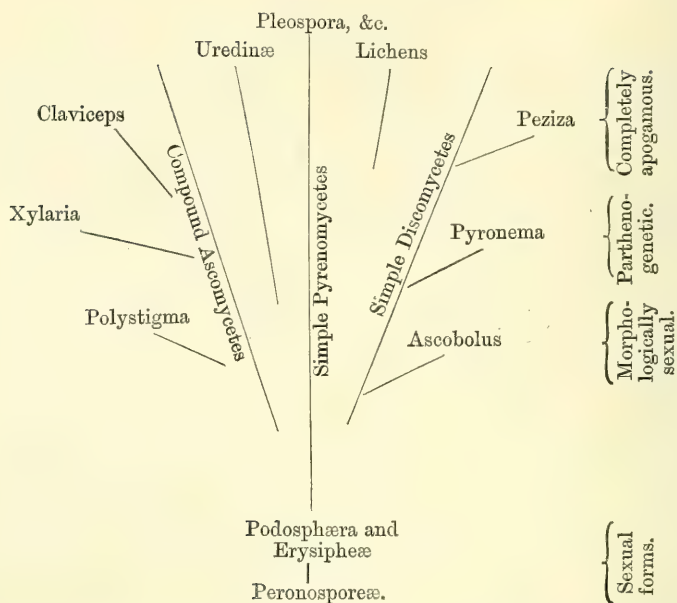 Pleospora, &c.
Uredinæ
Lichens
Claviceps
Peziza
Completely
apogamous.
Compound Ascomycetes
Simple Pyrenomycetes
Simple Discomycetes
Xylaria
Pyronema
Partheno-
genetic.
Polystigma
Ascobolus
Morpho-
logically
sexual.
Podosphæra and
Erysipheæ
Peronosporeæ.
Sexual
forms.